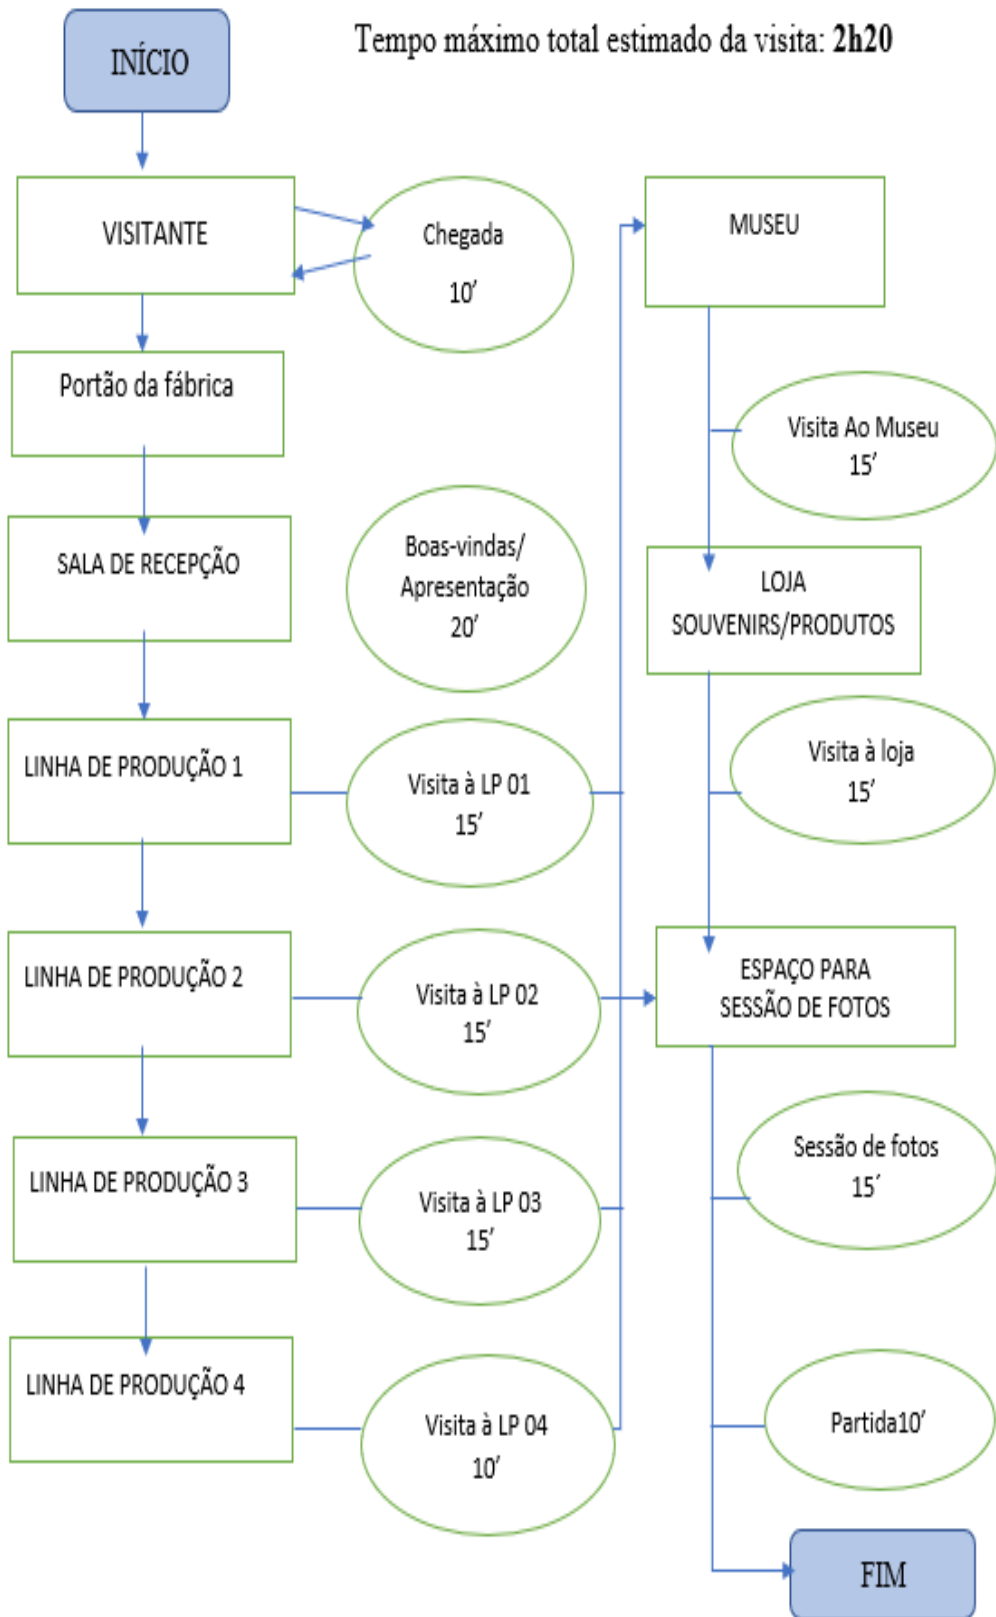 INÍCIO
Tempo máximo total estimado da visita: 2h20
VISITANTE
Chegada
10′
Portão da fábrica
SALA DE RECEPÇÃO
Boas-vindas/
Apresentação
20′
LINHA DE PRODUÇÃO 1
Visita à LP 01
15′
LINHA DE PRODUÇÃO 2
Visita à LP 02
15′
LINHA DE PRODUÇÃO 3
Visita à LP 03
15′
LINHA DE PRODUÇÃO 4
Visita à LP 04
10′
MUSEU
Visita Ao Museu
15′
LOJA
SOUVENIRS/PRODUTOS
Visita à loja
15′
ESPAÇO PARA
SESSÃO DE FOTOS
Sessão de fotos
15´
Partida10′
FIM